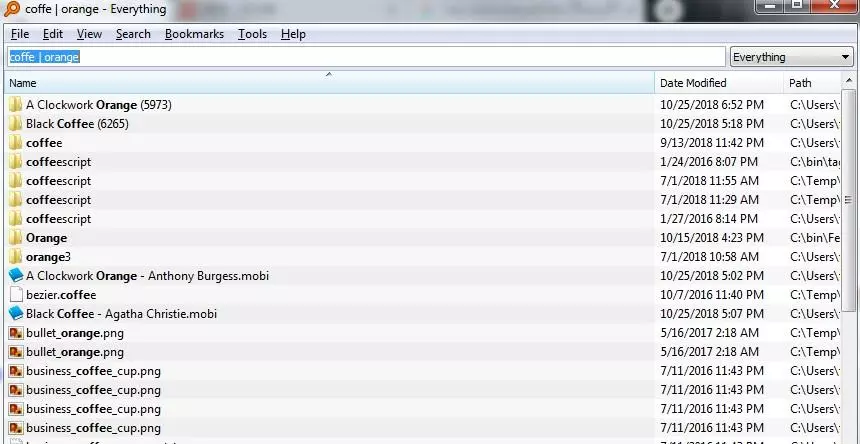 coffe | orange - Everything
File Edit View Search Bookmarks Tools Help
coffe | orange Everything
Name Date Modified Path
A Clockwork Orange (5973) 10/25/2018 6:52 PM C:\Users\
Black Coffee (6265) 10/25/2018 5:18 PM C:\Users\
coffee 9/13/2018 11:42 PM C:\Users\
coffeescript 1/24/2016 8:07 PM C:\bin\tag
coffeescript 7/1/2018 11:55 AM C:\Temp\
coffeescript 7/1/2018 11:29 AM C:\Temp\
coffeescript 1/27/2016 8:14 PM C:\Users\
Orange 10/15/2018 4:23 PM C:\bin\Fe
orange3 7/1/2018 10:58 AM C:\Temp\
A Clockwork Orange - Anthony Burgess.mobi 10/25/2018 5:02 PM C:\Users\
bezier.coffee 10/7/2016 11:40 PM C:\Temp\
Black Coffee - Agatha Christie.mobi 10/25/2018 5:07 PM C:\Users\
bullet_orange.png 5/16/2017 2:18 AM C:\Temp\
bullet_orange.png 5/16/2017 2:18 AM C:\Temp\
business_coffee_cup.png 7/11/2016 11:43 PM C:\Users\
business_coffee_cup.png 7/11/2016 11:43 PM C:\Users\
business_coffee_cup.png 7/11/2016 11:43 PM C:\Users\
business_coffee_cup.png 7/11/2016 11:43 PM C:\Users\